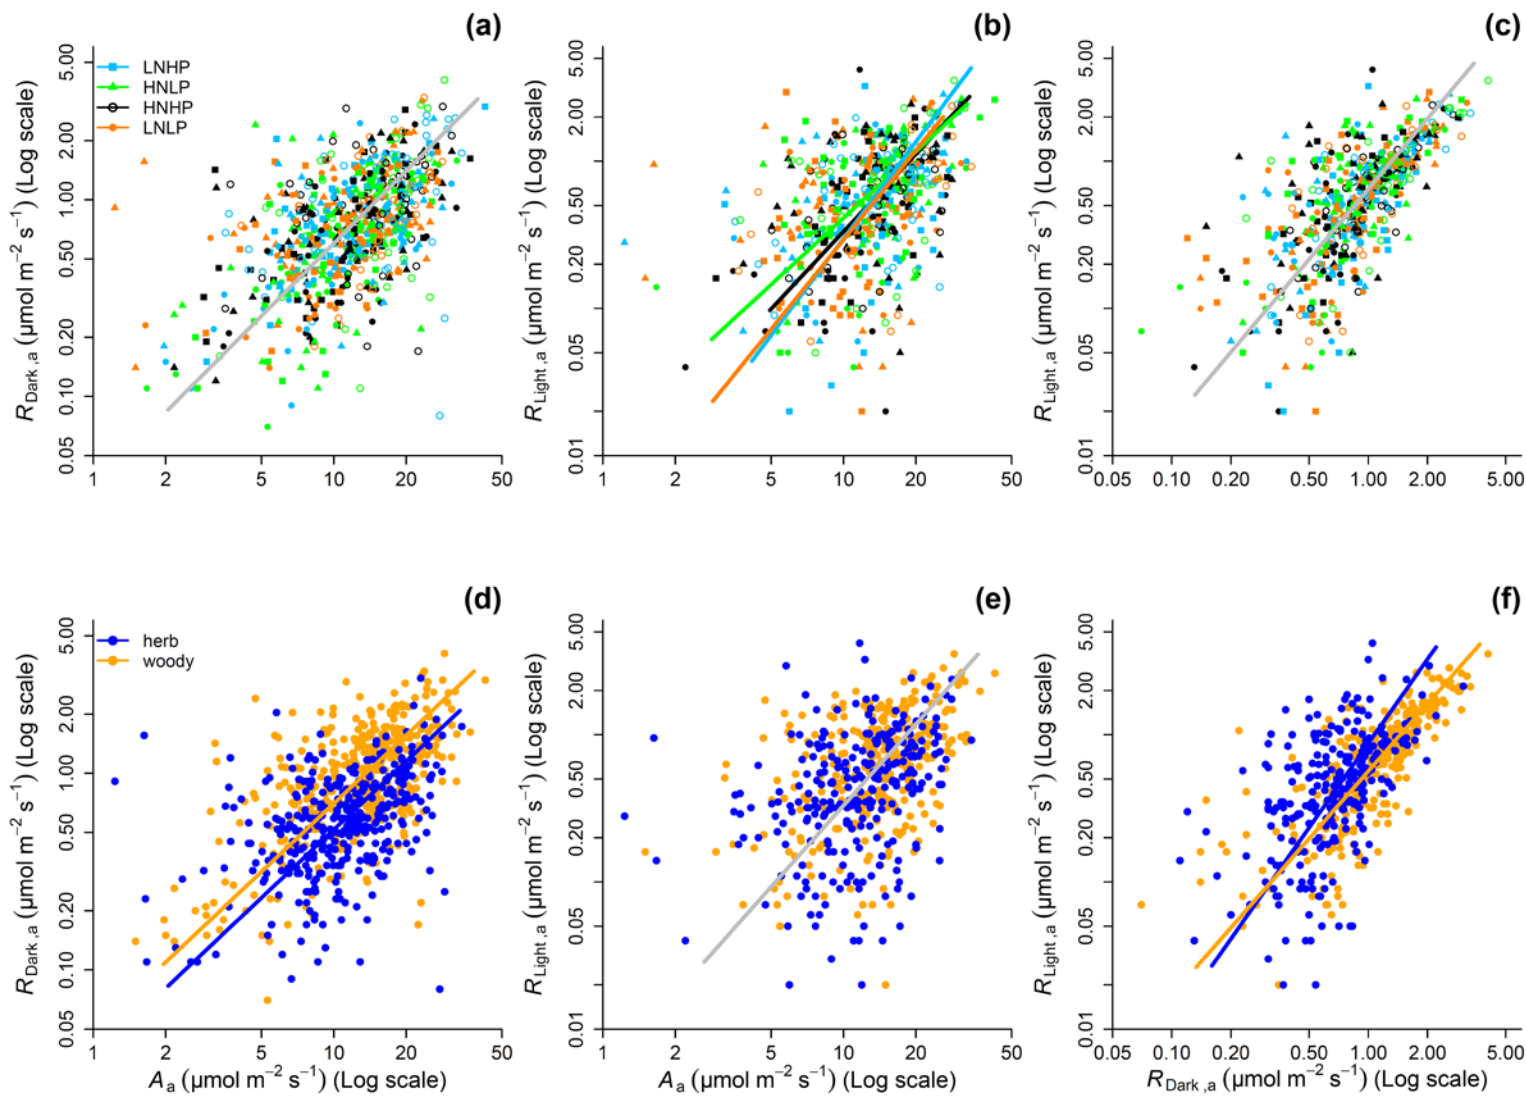 (a)
(b)
(c)
LNHP
HNLP
HNHP
LNLP
R Dark ,a (μmol m−2 s−1) (Log scale)
5.00
2.00
1.00
0.50
0.20
0.10
0.05
1 2 5 10 20 50
R Light ,a (μmol m−2 s−1) (Log scale)
5.00
2.00
0.50
0.20
0.05
0.01
1 2 5 10 20 50
R Light ,a (μmol m−2 s−1) (Log scale)
5.00
2.00
0.50
0.20
0.05
0.01
0.05 0.10 0.20 0.50 1.00 2.00 5.00
(d)
(e)
(f)
herb
woody
R Dark ,a (μmol m−2 s−1) (Log scale)
5.00
2.00
1.00
0.50
0.20
0.10
0.05
1 2 5 10 20 50
A a (μmol m−2 s−1) (Log scale)
R Light ,a (μmol m−2 s−1) (Log scale)
5.00
2.00
0.50
0.20
0.05
0.01
1 2 5 10 20 50
A a (μmol m−2 s−1) (Log scale)
R Light ,a (μmol m−2 s−1) (Log scale)
5.00
2.00
0.50
0.20
0.05
0.01
0.05 0.10 0.20 0.50 1.00 2.00 5.00
R Dark ,a (μmol m−2 s−1) (Log scale)